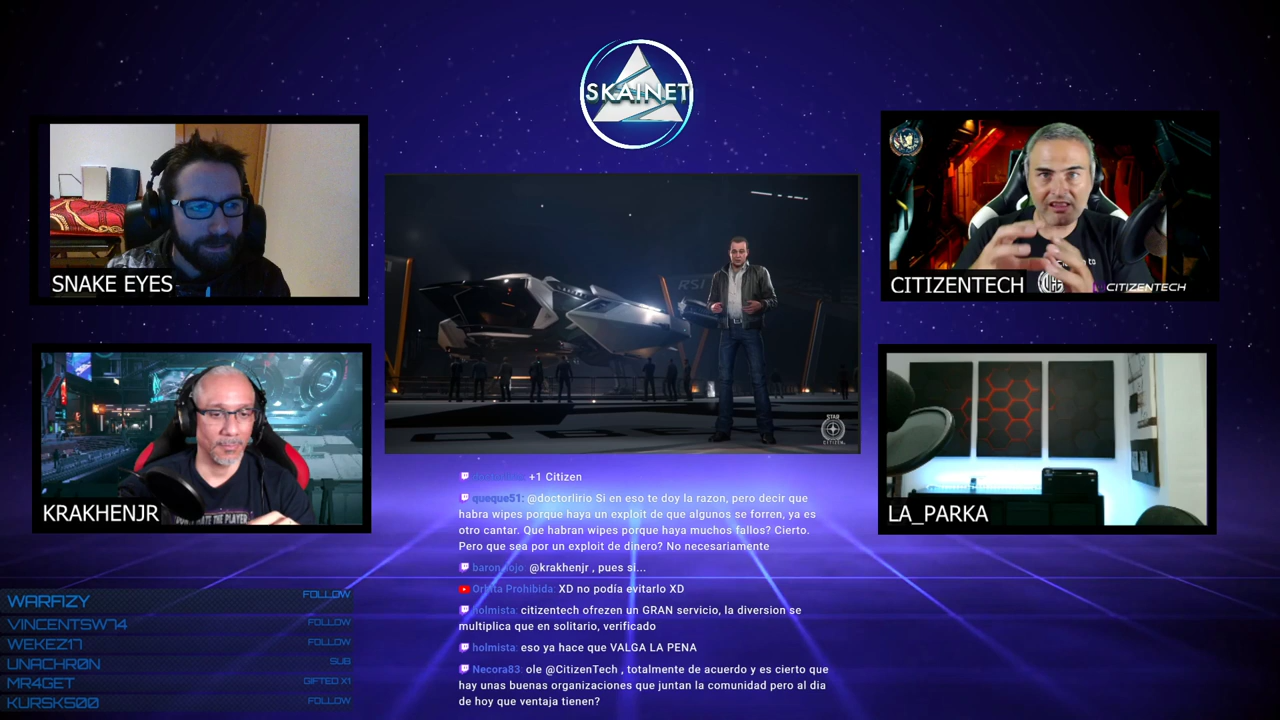 SKAINET
SNAKE EYES
CITIZENTECH
CITIZENTECH
RSI
STAR
CITIZEN
KRAKHENJR
LA_PARKA
+1 Citizen
queque51: @doctorlirio Si en eso te doy la razon, pero decir que
habra wipes porque haya un exploit de que algunos se forren, ya es
otro cantar. Que habran wipes porque haya muchos fallos? Cierto.
Pero que sea por un exploit de dinero? No necesariamente
@krakhenjr , pues si...
Orbita Prohibida: XD no podía evitarlo XD
holmista: citizentech ofrezen un GRAN servicio, la diversion se
multiplica que en solitario, verificado
holmista: eso ya hace que VALGA LA PENA
Necora83: ole @CitizenTech , totalmente de acuerdo y es cierto que
hay unas buenas organizaciones que juntan la comunidad pero al dia
de hoy que ventaja tienen?
WARFIZY FOLLOW
VINCENTSW74 FOLLOW
WEKEZ17 FOLLOW
UNACHR0N SUB
MR4GET GIFTED X1
KURSK500 FOLLOW